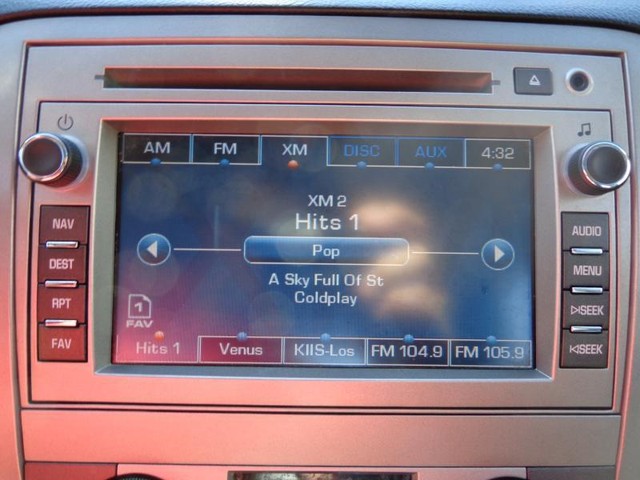 AM FM XM DISC AUX 4:32
XM 2
Hits 1
Pop
A Sky Full Of St
Coldplay
1
FAV
Hits 1 Venus KIIS-Los FM 104.9 FM 105.9
NAV
DEST
RPT
FAV
AUDIO
MENU
SEEK
SEEK